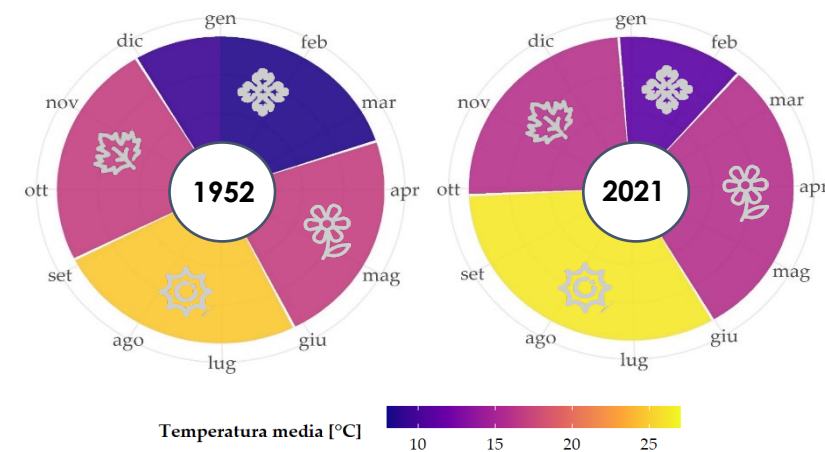 gen
feb
mar
apr
mag
giu
lug
ago
set
ott
nov
dic
1952
gen
feb
mar
apr
mag
giu
lug
ago
set
ott
nov
dic
2021
Temperatura media [°C]
10 15 20 25